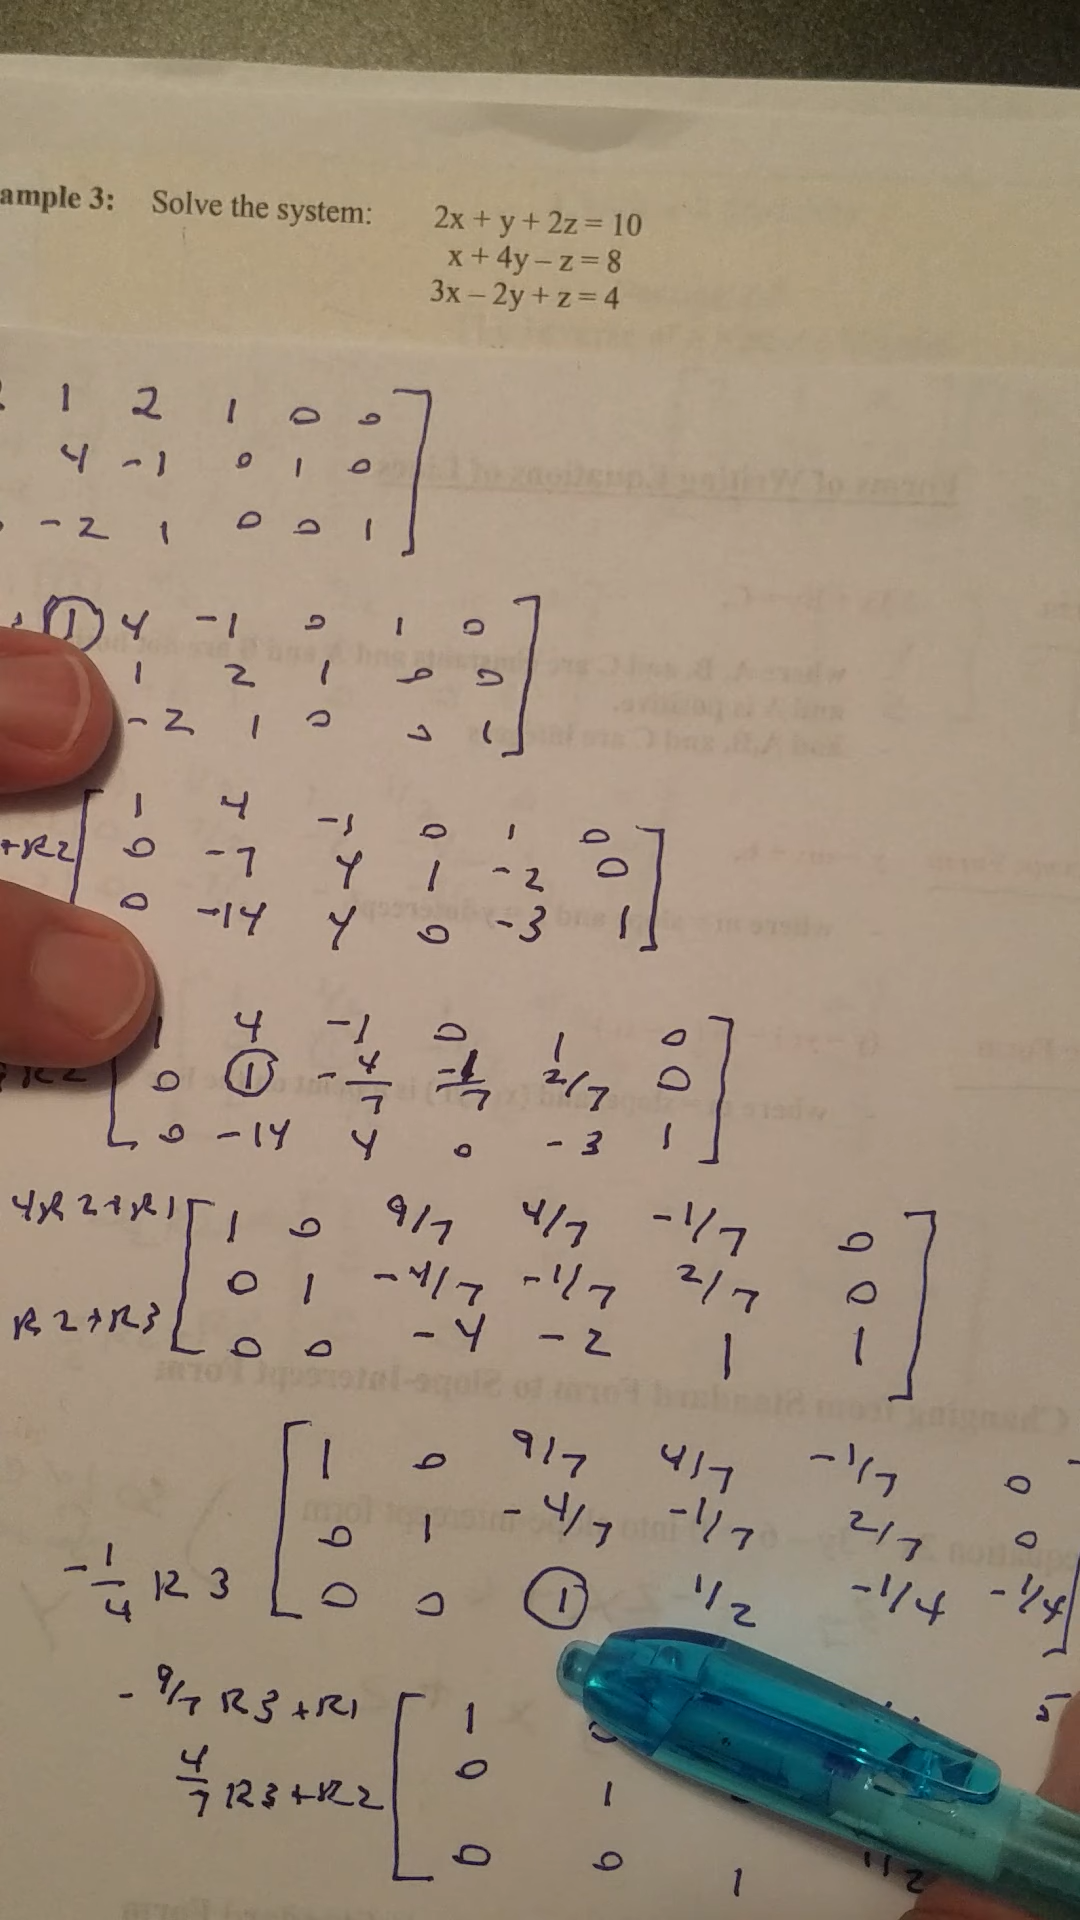 ample 3: Solve the system: 2x + y + 2z = 10
x + 4y – z = 8
3x – 2y + z = 4
1 2 1 0 0
4 -1 0 1 0
-2 1 0 0 1
1 4 -1 0 1 0
1 2 1 0 0
-2 1 0 0 1
1 4 -1 0 1 0
+R2 0 -7 4 1 -2 0
0 -14 4 0 -3 1
1 4 -1 0 1 0
R2 0 1 -4/7 -1/7 2/7 0
0 -14 4 0 -3 1
4R2+R1 1 0 9/7 4/7 -1/7 0
0 1 -4/7 -1/7 2/7 0
R2+R3 0 0 -4 -2 1 1
1 0 9/7 4/7 -1/7 0
0 1 -4/7 -1/7 2/7 0
-1/4 R3 0 0 1 1/2 -1/4 -1/4
-9/7 R3+R1 1
4/7 R3+R2 0 1
0 0 1 1/2